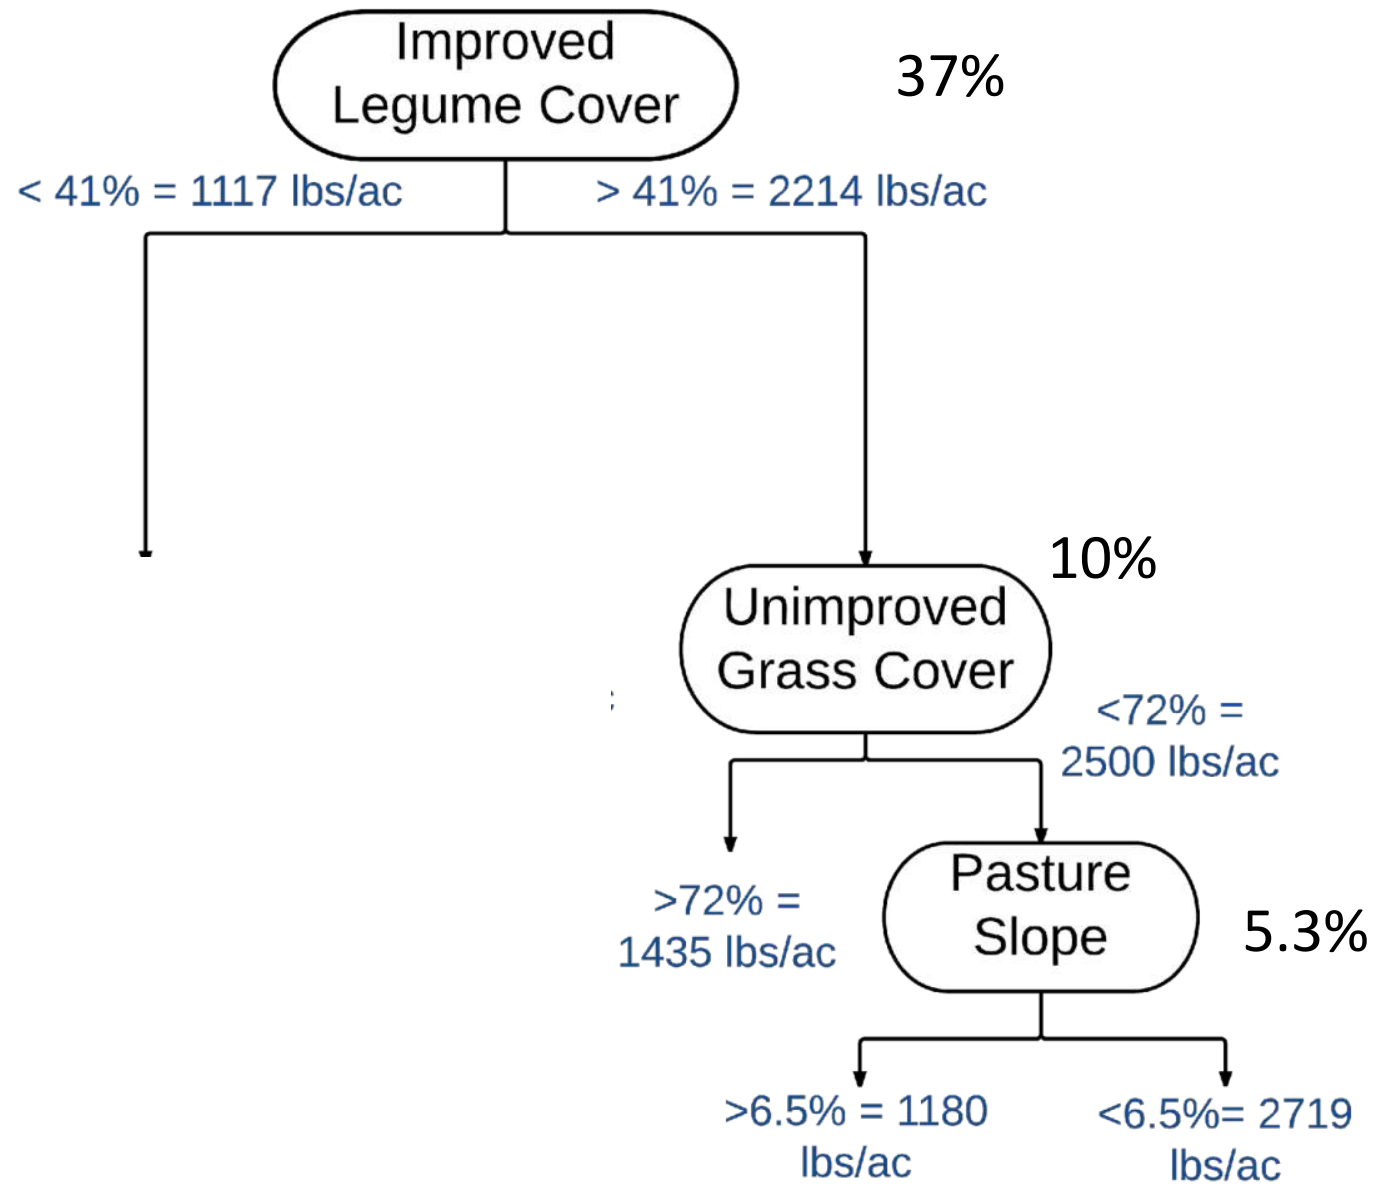 Improved
Legume Cover
37%
< 41% = 1117 lbs/ac
> 41% = 2214 lbs/ac
10%
Unimproved
Grass Cover
<72% =
2500 lbs/ac
>72% =
1435 lbs/ac
Pasture
Slope
5.3%
>6.5% = 1180
lbs/ac
<6.5%= 2719
lbs/ac